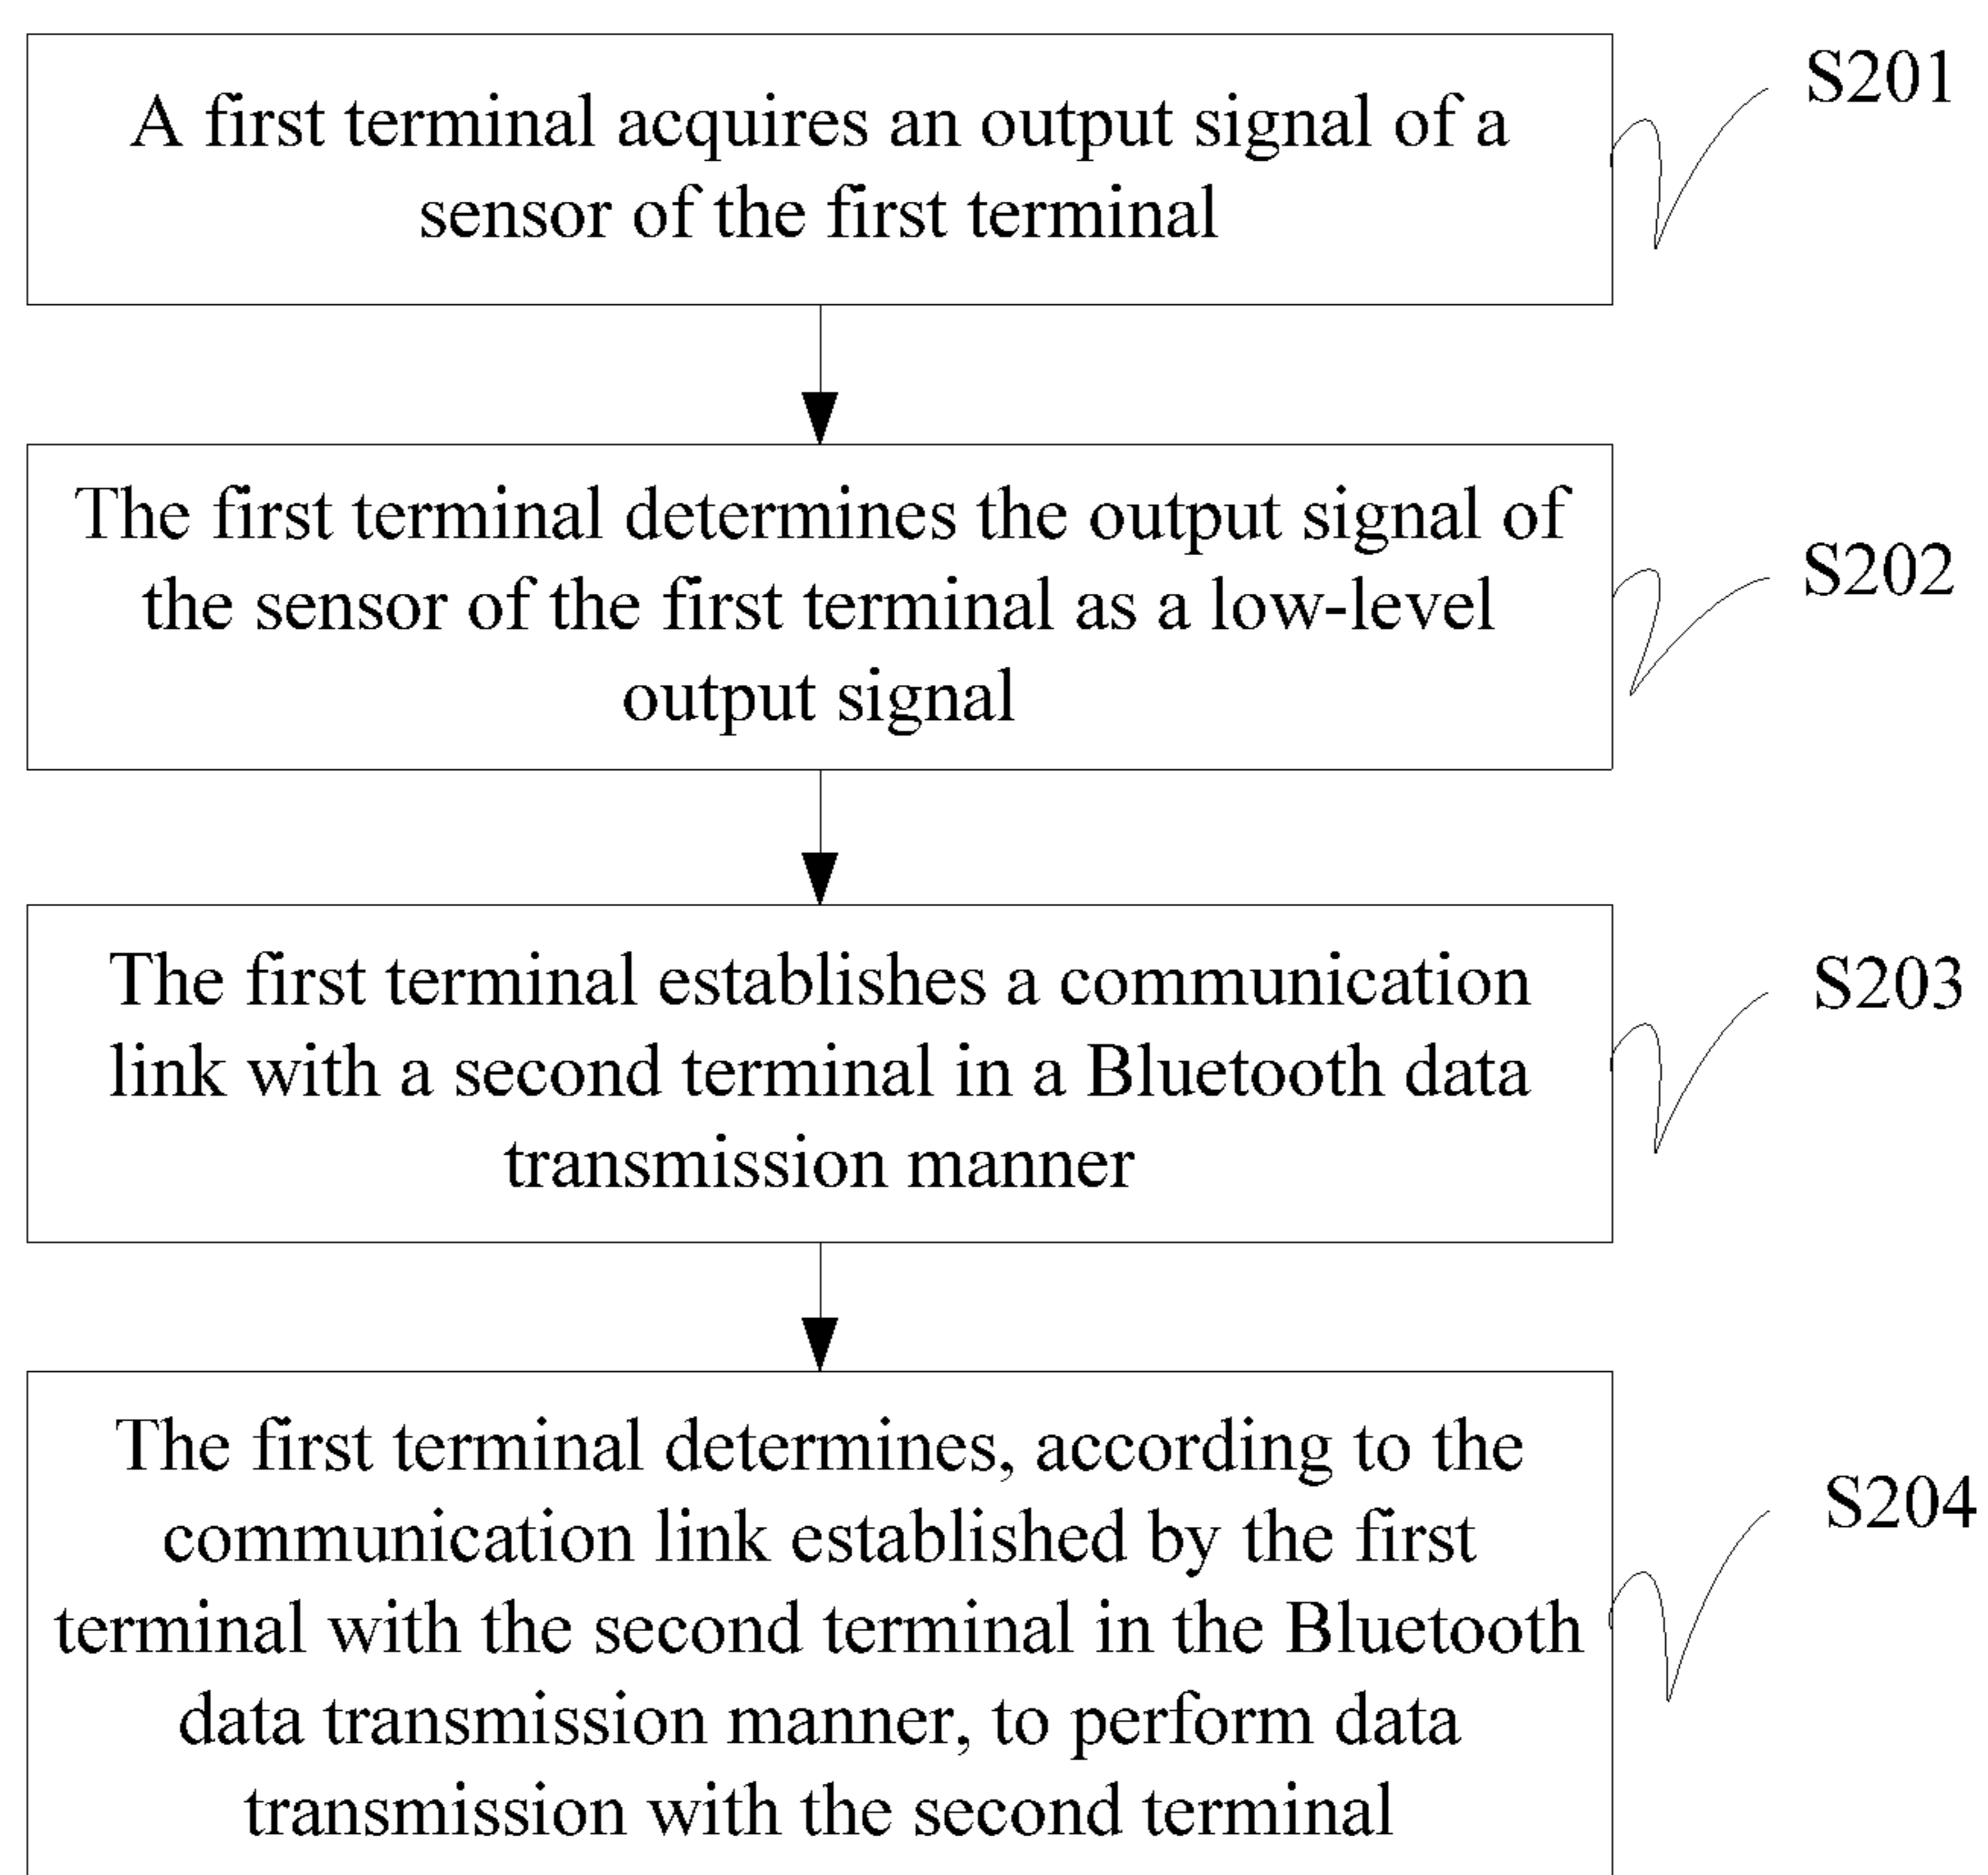 A first terminal acquires an output signal of a
sensor of the first terminal
S201
The first terminal determines the output signal of
the sensor of the first terminal as a low-level
output signal
S202
The first terminal establishes a communication
link with a second terminal in a Bluetooth data
transmission manner
S203
The first terminal determines, according to the
communication link established by the first
terminal with the second terminal in the Bluetooth
data transmission manner, to perform data
transmission with the second terminal
S204